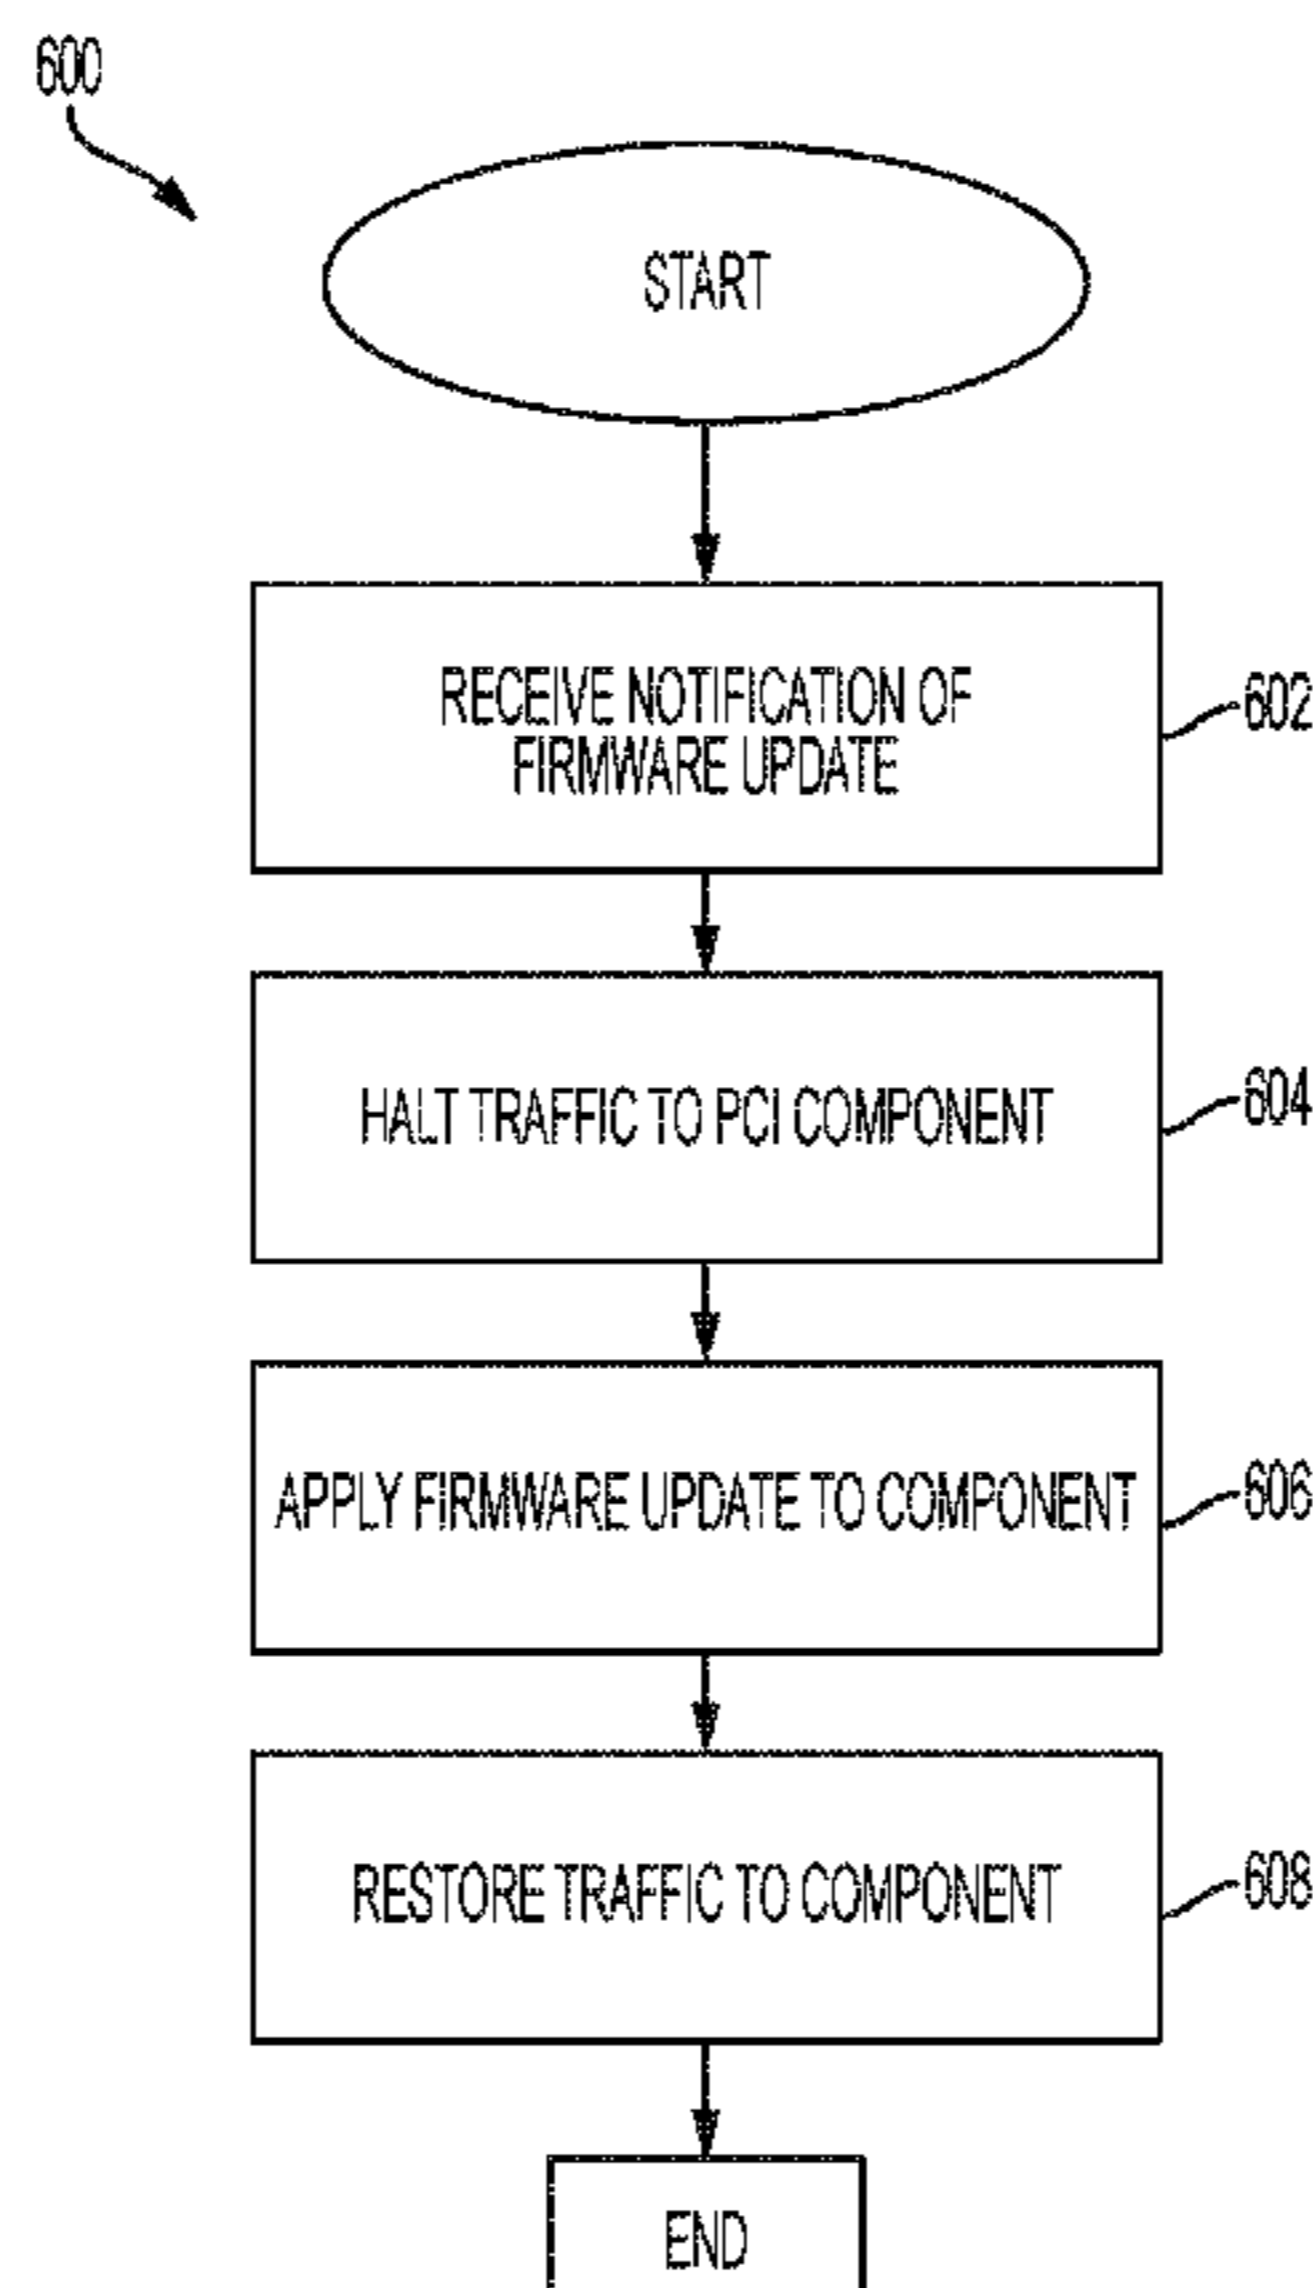 600
START
RECEIVE NOTIFICATION OF
FIRMWARE UPDATE
602
HALT TRAFFIC TO PCI COMPONENT
604
APPLY FIRMWARE UPDATE TO COMPONENT
606
RESTORE TRAFFIC TO COMPONENT
608
END